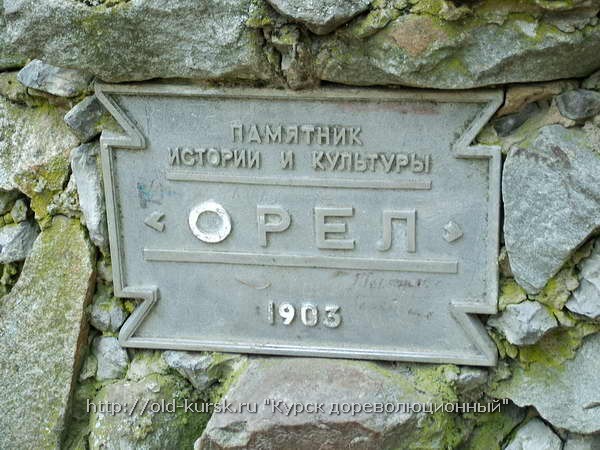 ПАМЯТНИК
ИСТОРИИ И КУЛЬТУРЫ
ОРЕЛ
1903
http://old-kursk.ru "Курск дореволюционный"